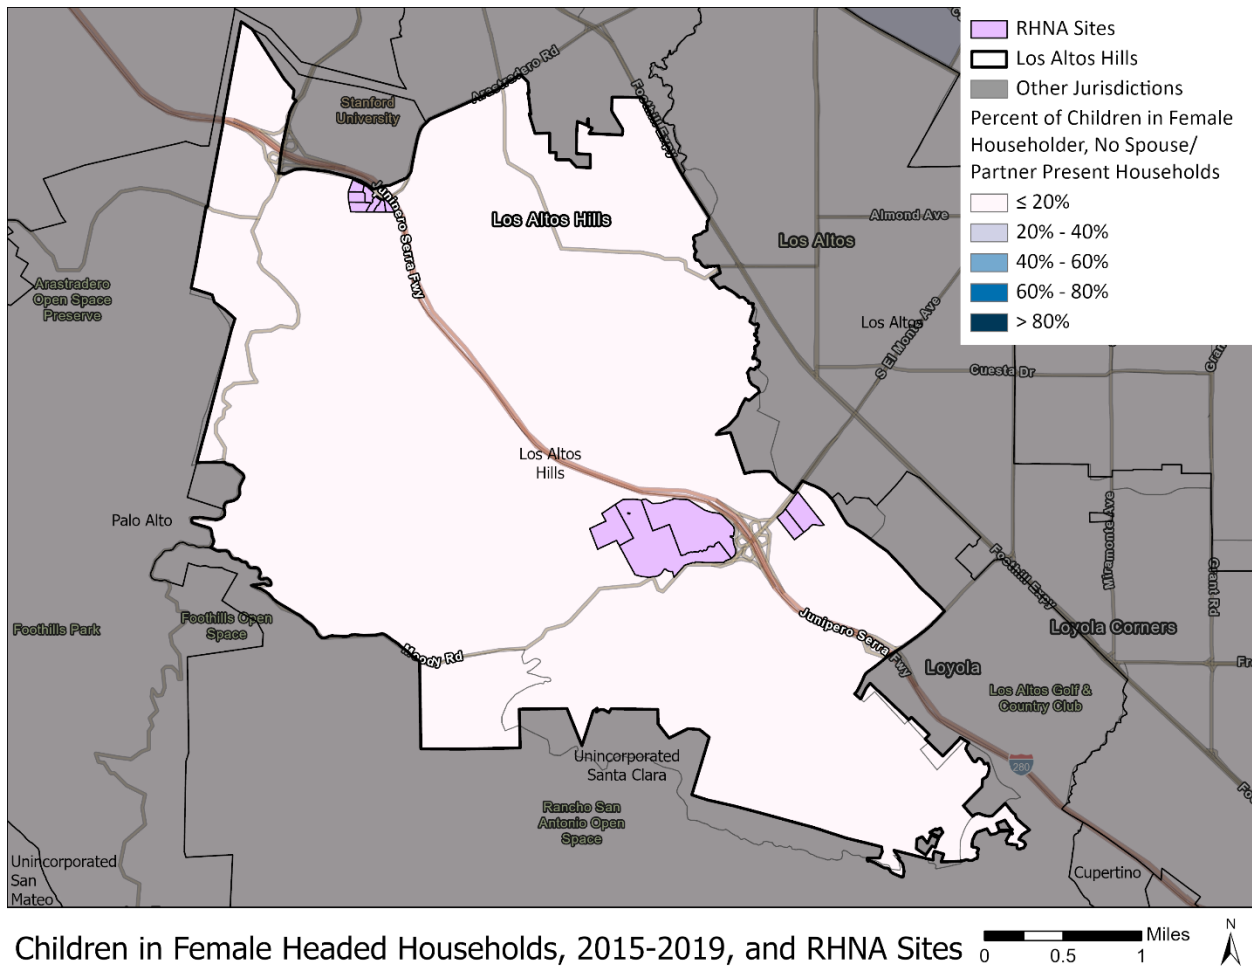 RHNA Sites
Los Altos Hills
Other Jurisdictions
Percent of Children in Female
Householder, No Spouse/
Partner Present Households
≤ 20%
20% - 40%
40% - 60%
60% - 80%
> 80%
Arastradero Rd
Foothill Expy
Stanford
University
Juninero Serra Fwy
Los Altos Hills
Almond Ave
Los Altos
Arastradero
Open Space
Preserve
Los Altos
S El Monte Ave
Cuesta Dr
Gran
Los Altos
Hills
Palo Alto
Miramonte Ave
Foothill Expy
Grant Rd
Foothills Open
Space
Foothills Park
Junipero Serra Fwy
Loyola Corners
Moody Rd
Loyola
Fr
Los Altos Golf &
Country Club
Unincorporated
Santa Clara
280
Fo
Rancho San
Antonio Open
Space
Unincorporated
San
Mateo
Cupertino
Children in Female Headed Households, 2015-2019, and RHNA Sites
0 0.5 1 Miles
N